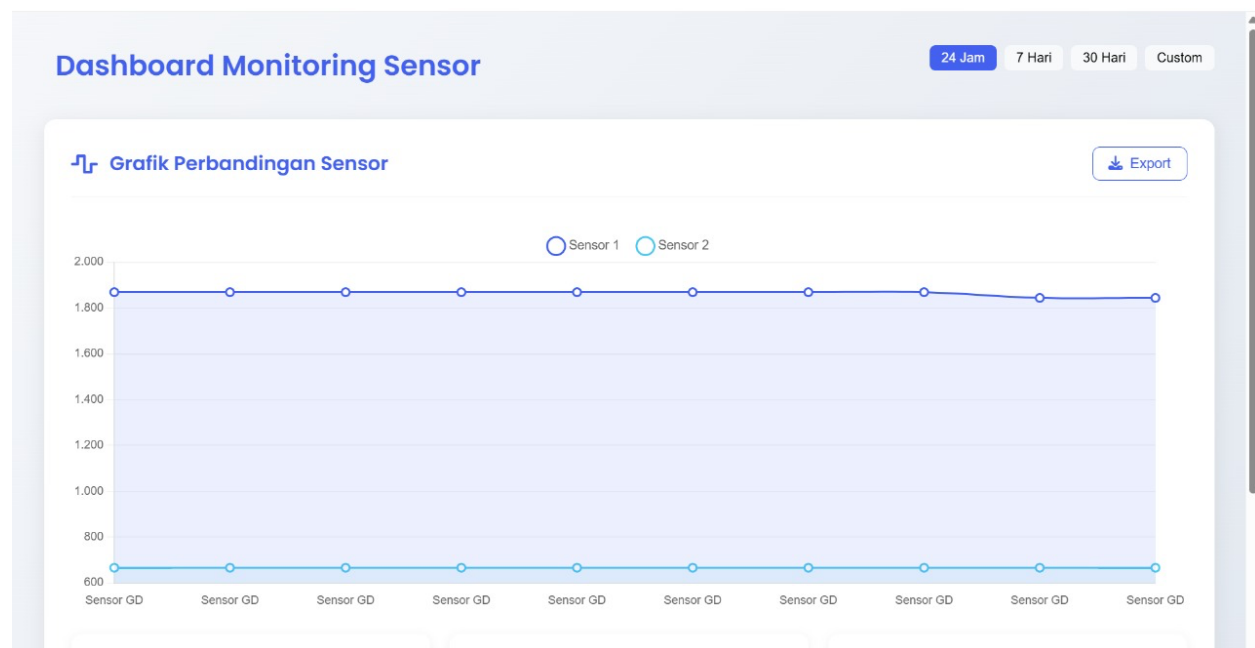 Dashboard Monitoring Sensor
24 Jam 7 Hari 30 Hari Custom
Grafik Perbandingan Sensor
Export
Sensor 1 Sensor 2
2.000
1.800
1.600
1.400
1.200
1.000
800
600
Sensor GD Sensor GD Sensor GD Sensor GD Sensor GD Sensor GD Sensor GD Sensor GD Sensor GD Sensor GD